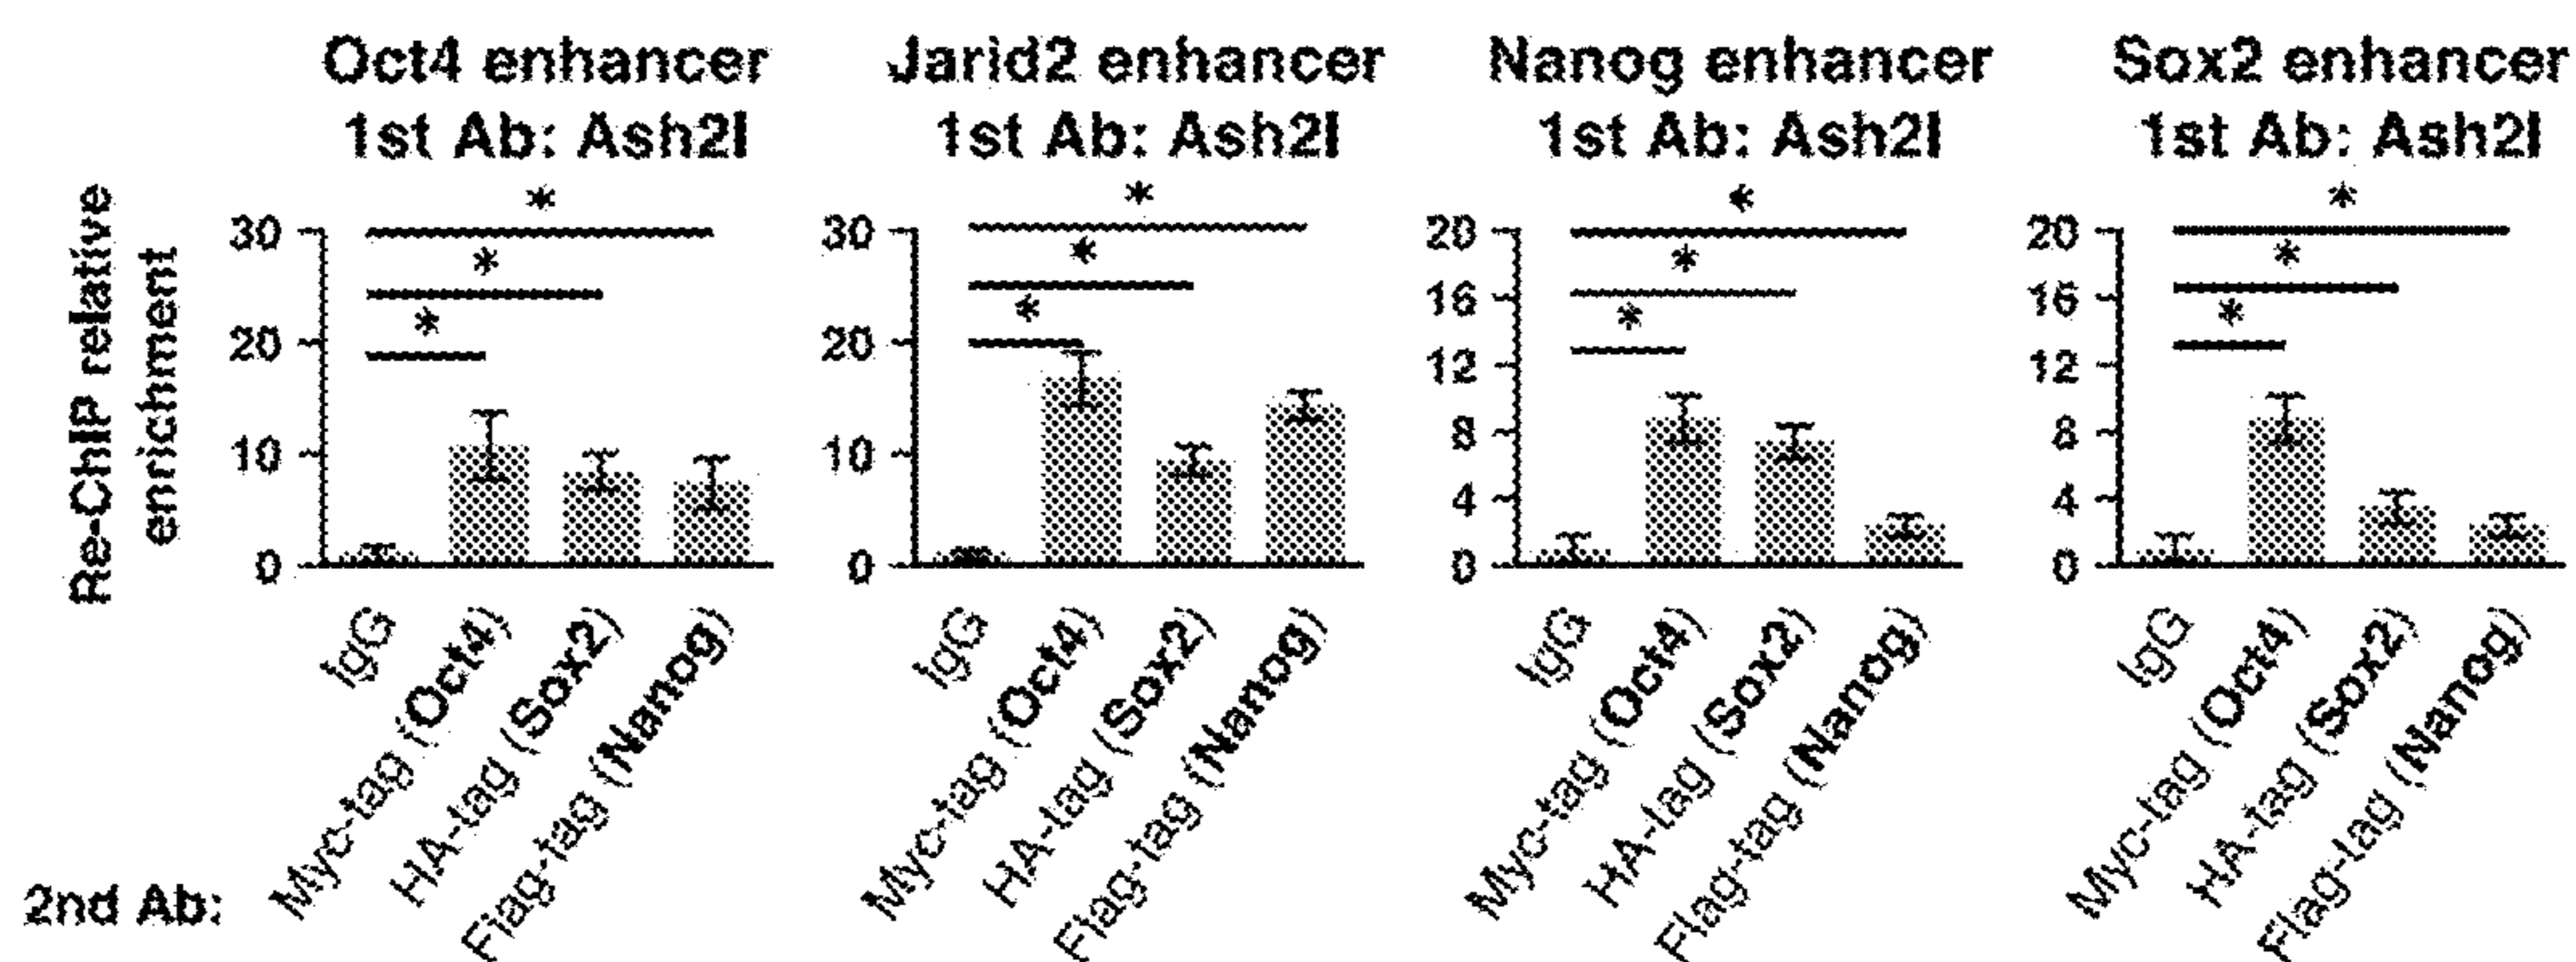 Oct4 enhancer
1st Ab: Ash2l
Jarid2 enhancer
1st Ab: Ash2l
Nanog enhancer
1st Ab: Ash2l
Sox2 enhancer
1st Ab: Ash2l
Re-ChIP relative
enrichment
*
*
*
30
20
10
0
*
*
*
30
20
10
0
*
*
*
20
16
12
8
4
0
*
*
*
20
16
12
8
4
0
2nd Ab:
IgG
Myc-tag (Oct4)
HA-tag (Sox2)
Flag-tag (Nanog)
IgG
Myc-tag (Oct4)
HA-tag (Sox2)
Flag-tag (Nanog)
IgG
Myc-tag (Oct4)
HA-tag (Sox2)
Flag-tag (Nanog)
IgG
Myc-tag (Oct4)
HA-tag (Sox2)
Flag-tag (Nanog)